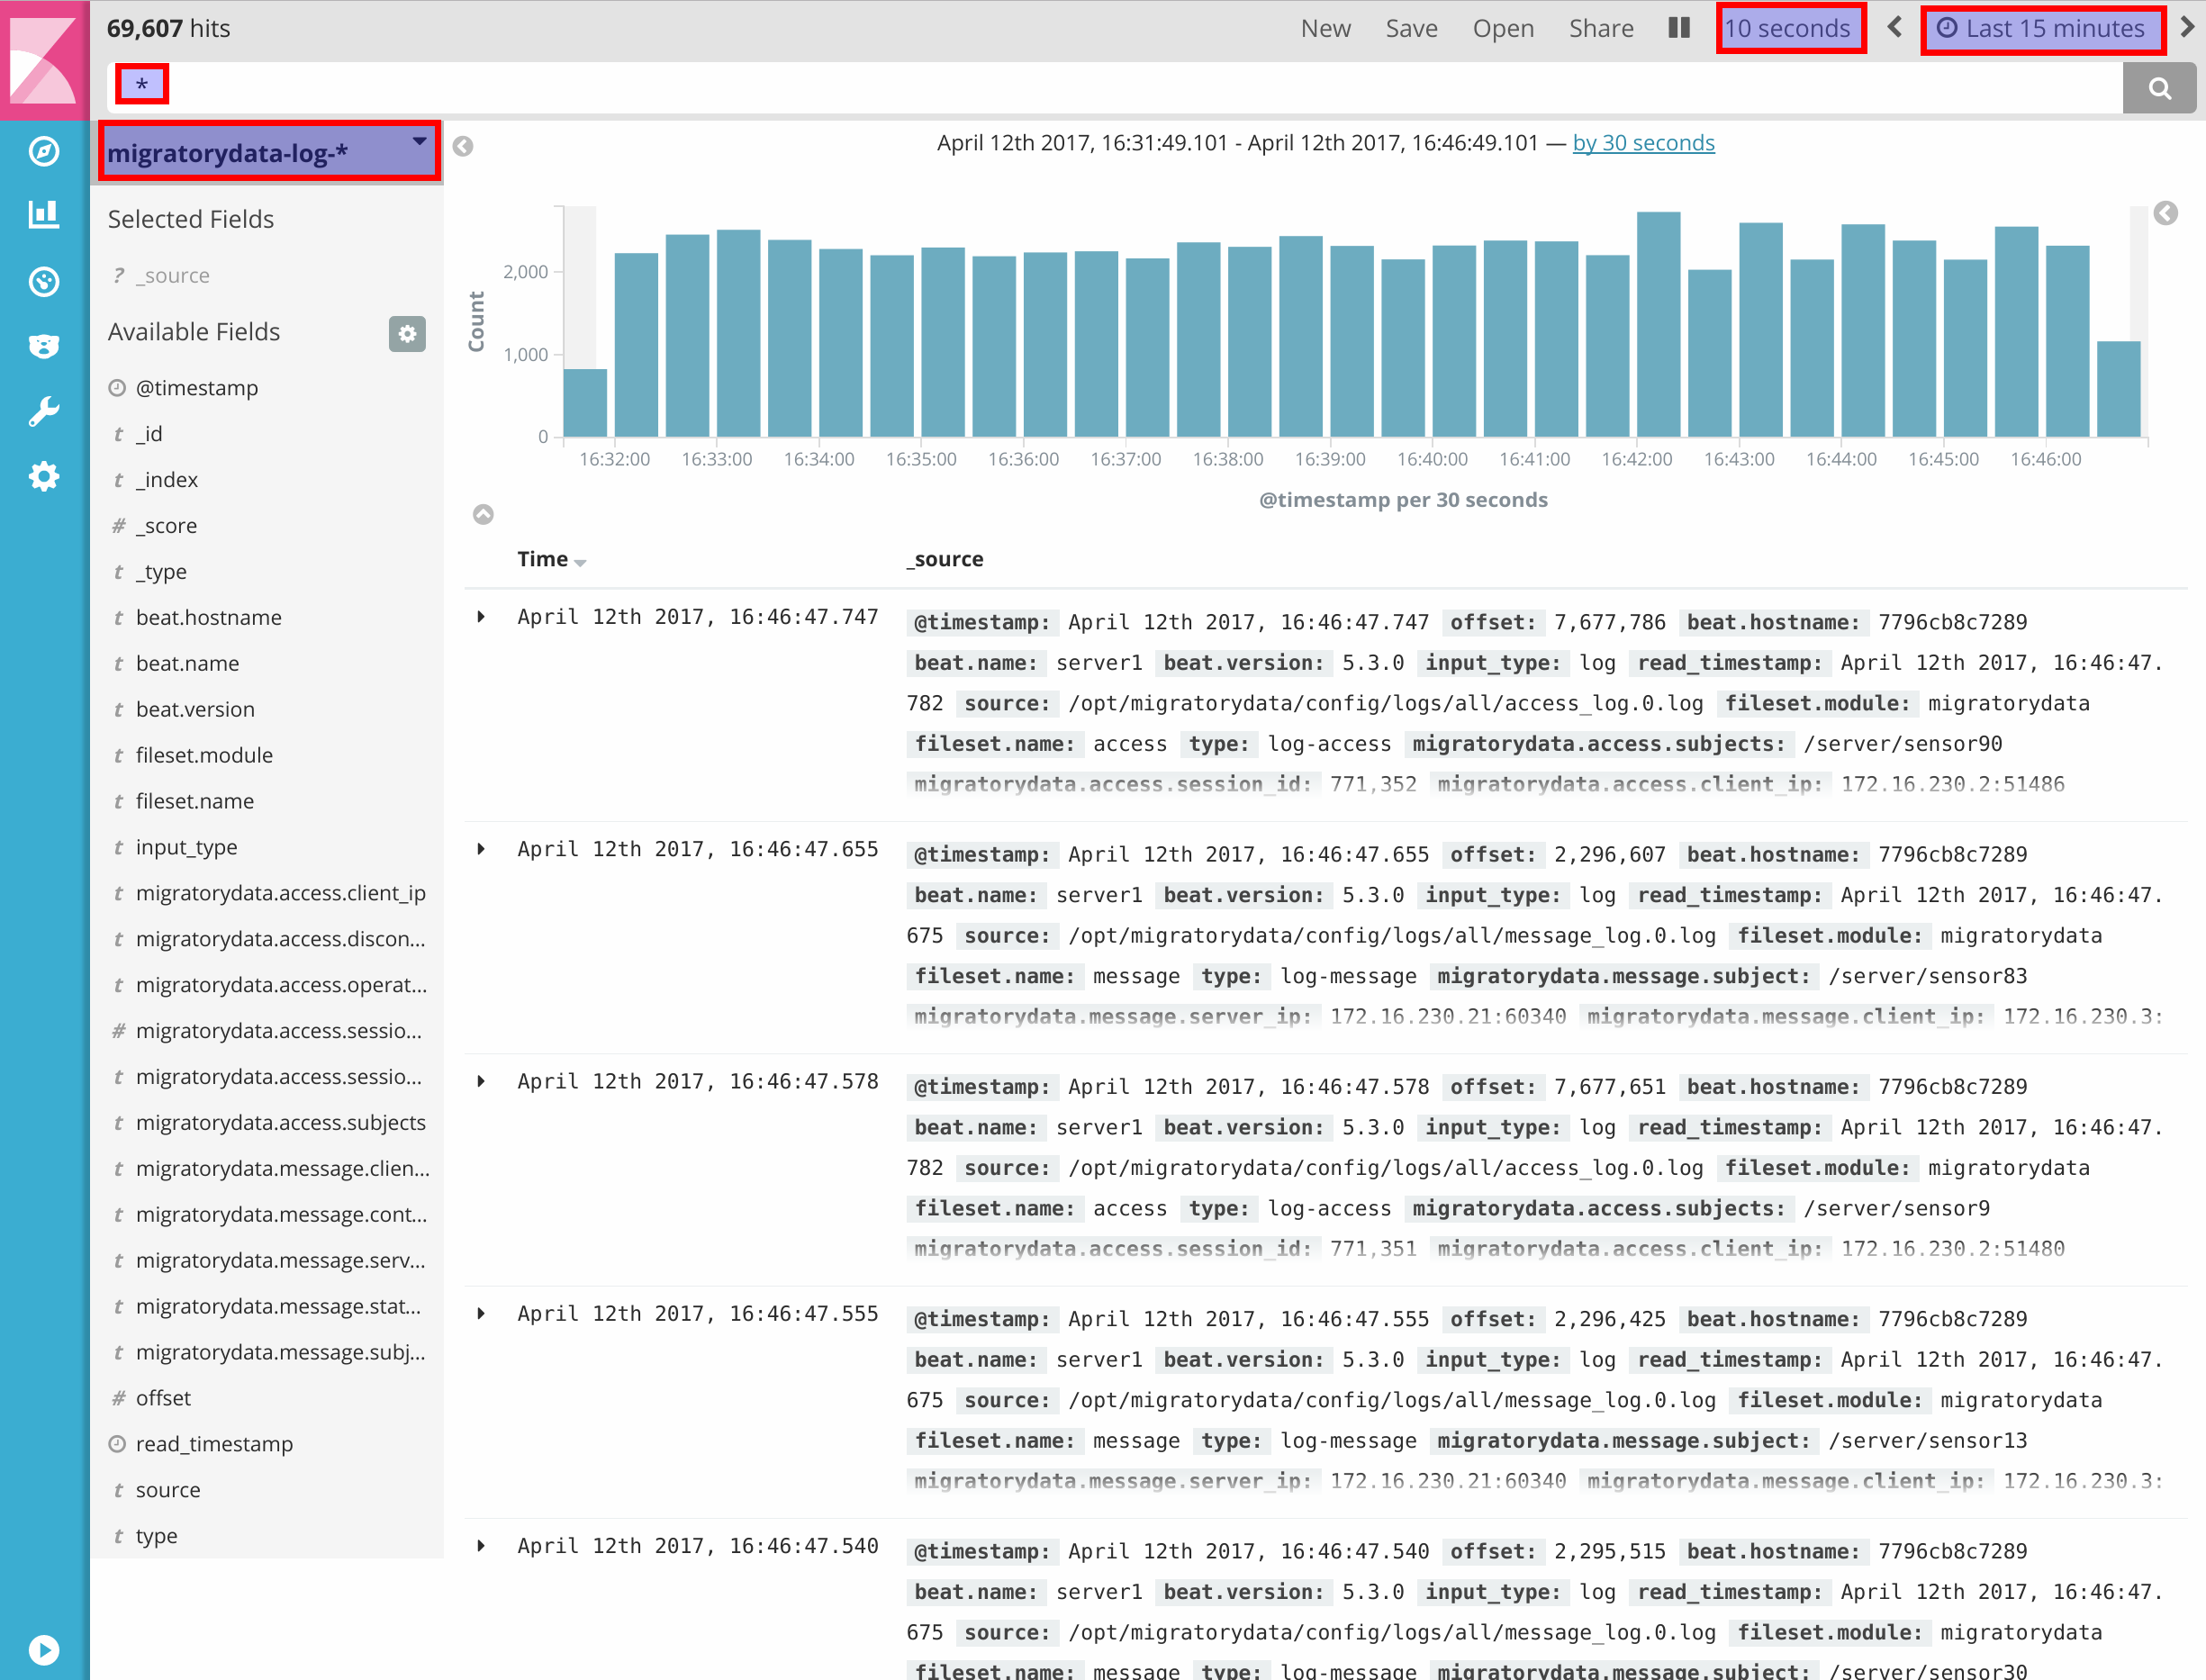 69,607 hits
New Save Open Share 10 seconds Last 15 minutes
*
migratorydata-log-*
April 12th 2017, 16:31:49.101 - April 12th 2017, 16:46:49.101 — by 30 seconds
Selected Fields
? _source
Available Fields
@timestamp
t _id
t _index
# _score
t _type
t beat.hostname
t beat.name
t beat.version
t fileset.module
t fileset.name
t input_type
t migratorydata.access.client_ip
t migratorydata.access.discon...
t migratorydata.access.operat...
# migratorydata.access.sessio...
t migratorydata.access.sessio...
t migratorydata.access.subjects
t migratorydata.message.clien...
t migratorydata.message.cont...
t migratorydata.message.serv...
t migratorydata.message.stat...
t migratorydata.message.subj...
# offset
read_timestamp
t source
t type
Count
2,000
1,000
0
16:32:00 16:33:00 16:34:00 16:35:00 16:36:00 16:37:00 16:38:00 16:39:00 16:40:00 16:41:00 16:42:00 16:43:00 16:44:00 16:45:00 16:46:00
@timestamp per 30 seconds
Time _source
April 12th 2017, 16:46:47.747 @timestamp: April 12th 2017, 16:46:47.747 offset: 7,677,786 beat.hostname: 7796cb8c7289
beat.name: server1 beat.version: 5.3.0 input_type: log read_timestamp: April 12th 2017, 16:46:47.
782 source: /opt/migratorydata/config/logs/all/access_log.0.log fileset.module: migratorydata
fileset.name: access type: log-access migratorydata.access.subjects: /server/sensor90
migratorydata.access.session_id: 771,352 migratorydata.access.client_ip: 172.16.230.2:51486
April 12th 2017, 16:46:47.655 @timestamp: April 12th 2017, 16:46:47.655 offset: 2,296,607 beat.hostname: 7796cb8c7289
beat.name: server1 beat.version: 5.3.0 input_type: log read_timestamp: April 12th 2017, 16:46:47.
675 source: /opt/migratorydata/config/logs/all/message_log.0.log fileset.module: migratorydata
fileset.name: message type: log-message migratorydata.message.subject: /server/sensor83
migratorydata.message.server_ip: 172.16.230.21:60340 migratorydata.message.client_ip: 172.16.230.3:
April 12th 2017, 16:46:47.578 @timestamp: April 12th 2017, 16:46:47.578 offset: 7,677,651 beat.hostname: 7796cb8c7289
beat.name: server1 beat.version: 5.3.0 input_type: log read_timestamp: April 12th 2017, 16:46:47.
782 source: /opt/migratorydata/config/logs/all/access_log.0.log fileset.module: migratorydata
fileset.name: access type: log-access migratorydata.access.subjects: /server/sensor9
migratorydata.access.session_id: 771,351 migratorydata.access.client_ip: 172.16.230.2:51480
April 12th 2017, 16:46:47.555 @timestamp: April 12th 2017, 16:46:47.555 offset: 2,296,425 beat.hostname: 7796cb8c7289
beat.name: server1 beat.version: 5.3.0 input_type: log read_timestamp: April 12th 2017, 16:46:47.
675 source: /opt/migratorydata/config/logs/all/message_log.0.log fileset.module: migratorydata
fileset.name: message type: log-message migratorydata.message.subject: /server/sensor13
migratorydata.message.server_ip: 172.16.230.21:60340 migratorydata.message.client_ip: 172.16.230.3:
April 12th 2017, 16:46:47.540 @timestamp: April 12th 2017, 16:46:47.540 offset: 2,295,515 beat.hostname: 7796cb8c7289
beat.name: server1 beat.version: 5.3.0 input_type: log read_timestamp: April 12th 2017, 16:46:47.
675 source: /opt/migratorydata/config/logs/all/message_log.0.log fileset.module: migratorydata
fileset.name: message type: log-message migratorydata.message.subject: /server/sensor30